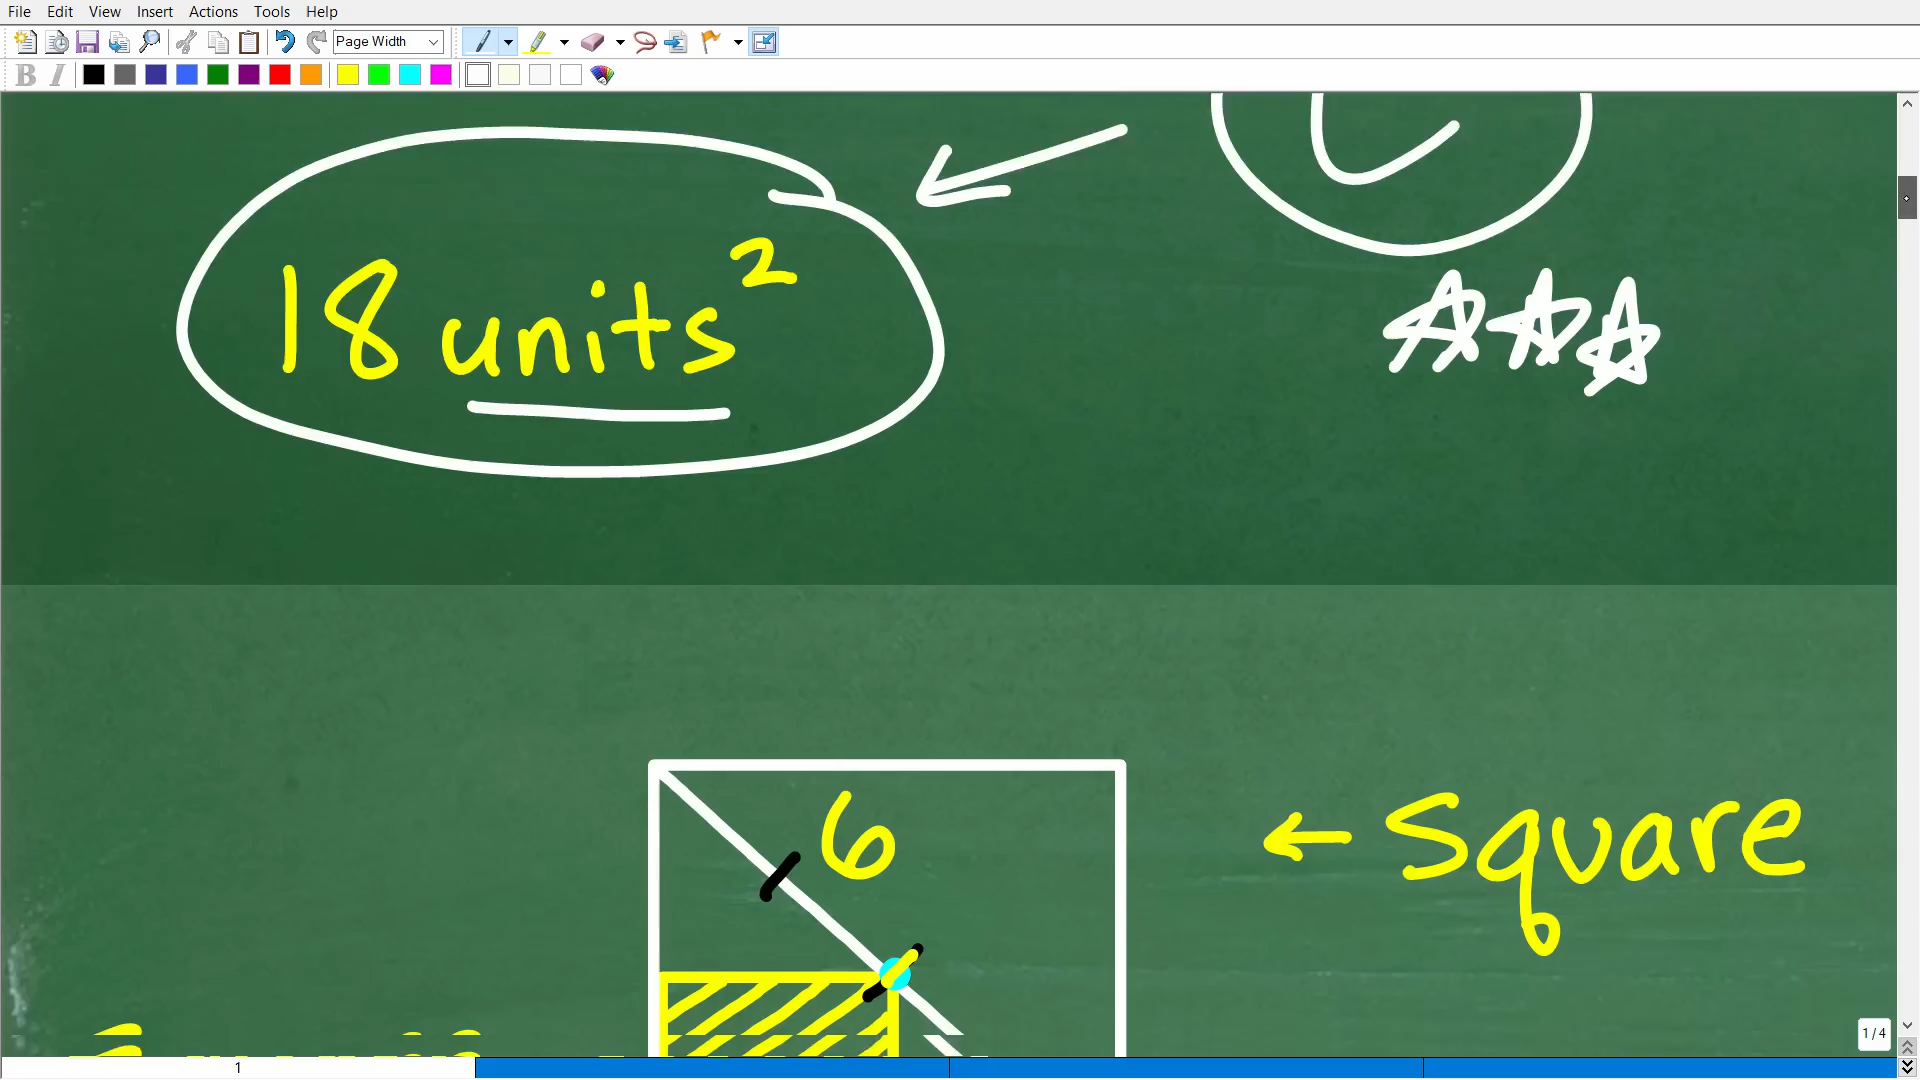 File Edit View Insert Actions Tools Help
Page Width
B I
18 units²
6
← Square
1 / 4
1